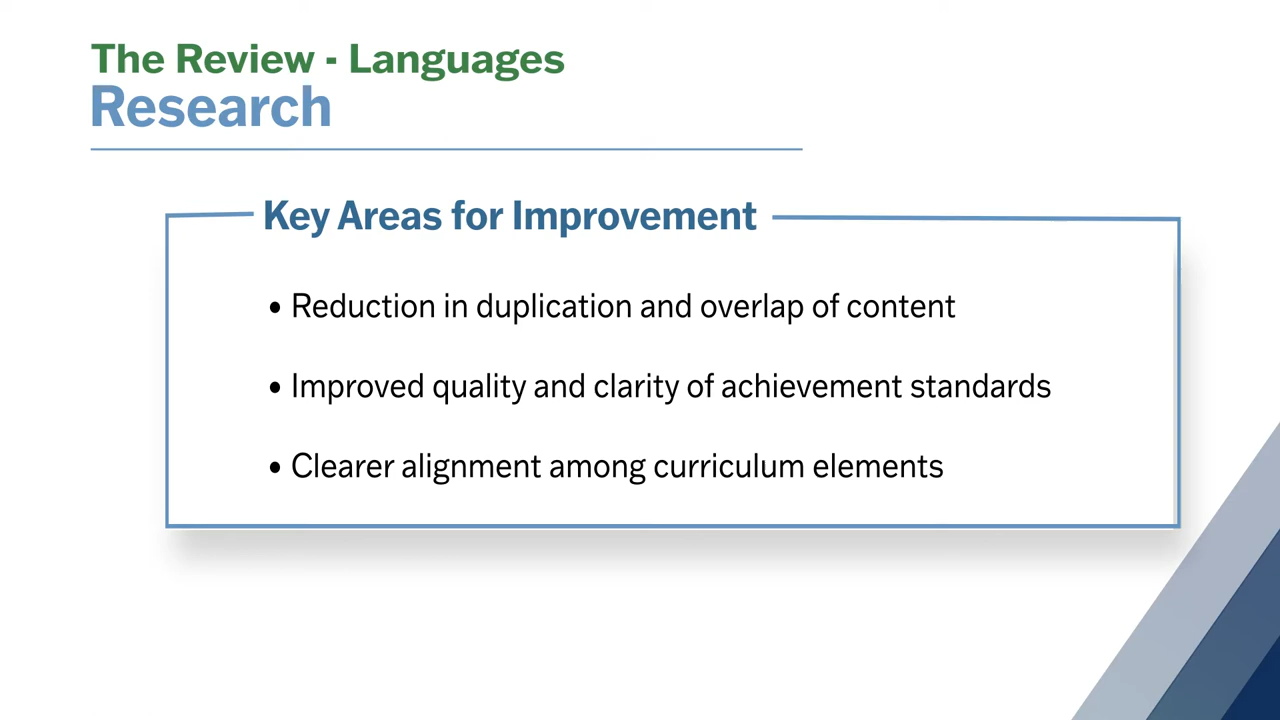 The Review - Languages
Research
Key Areas for Improvement
• Reduction in duplication and overlap of content
• Improved quality and clarity of achievement standards
• Clearer alignment among curriculum elements